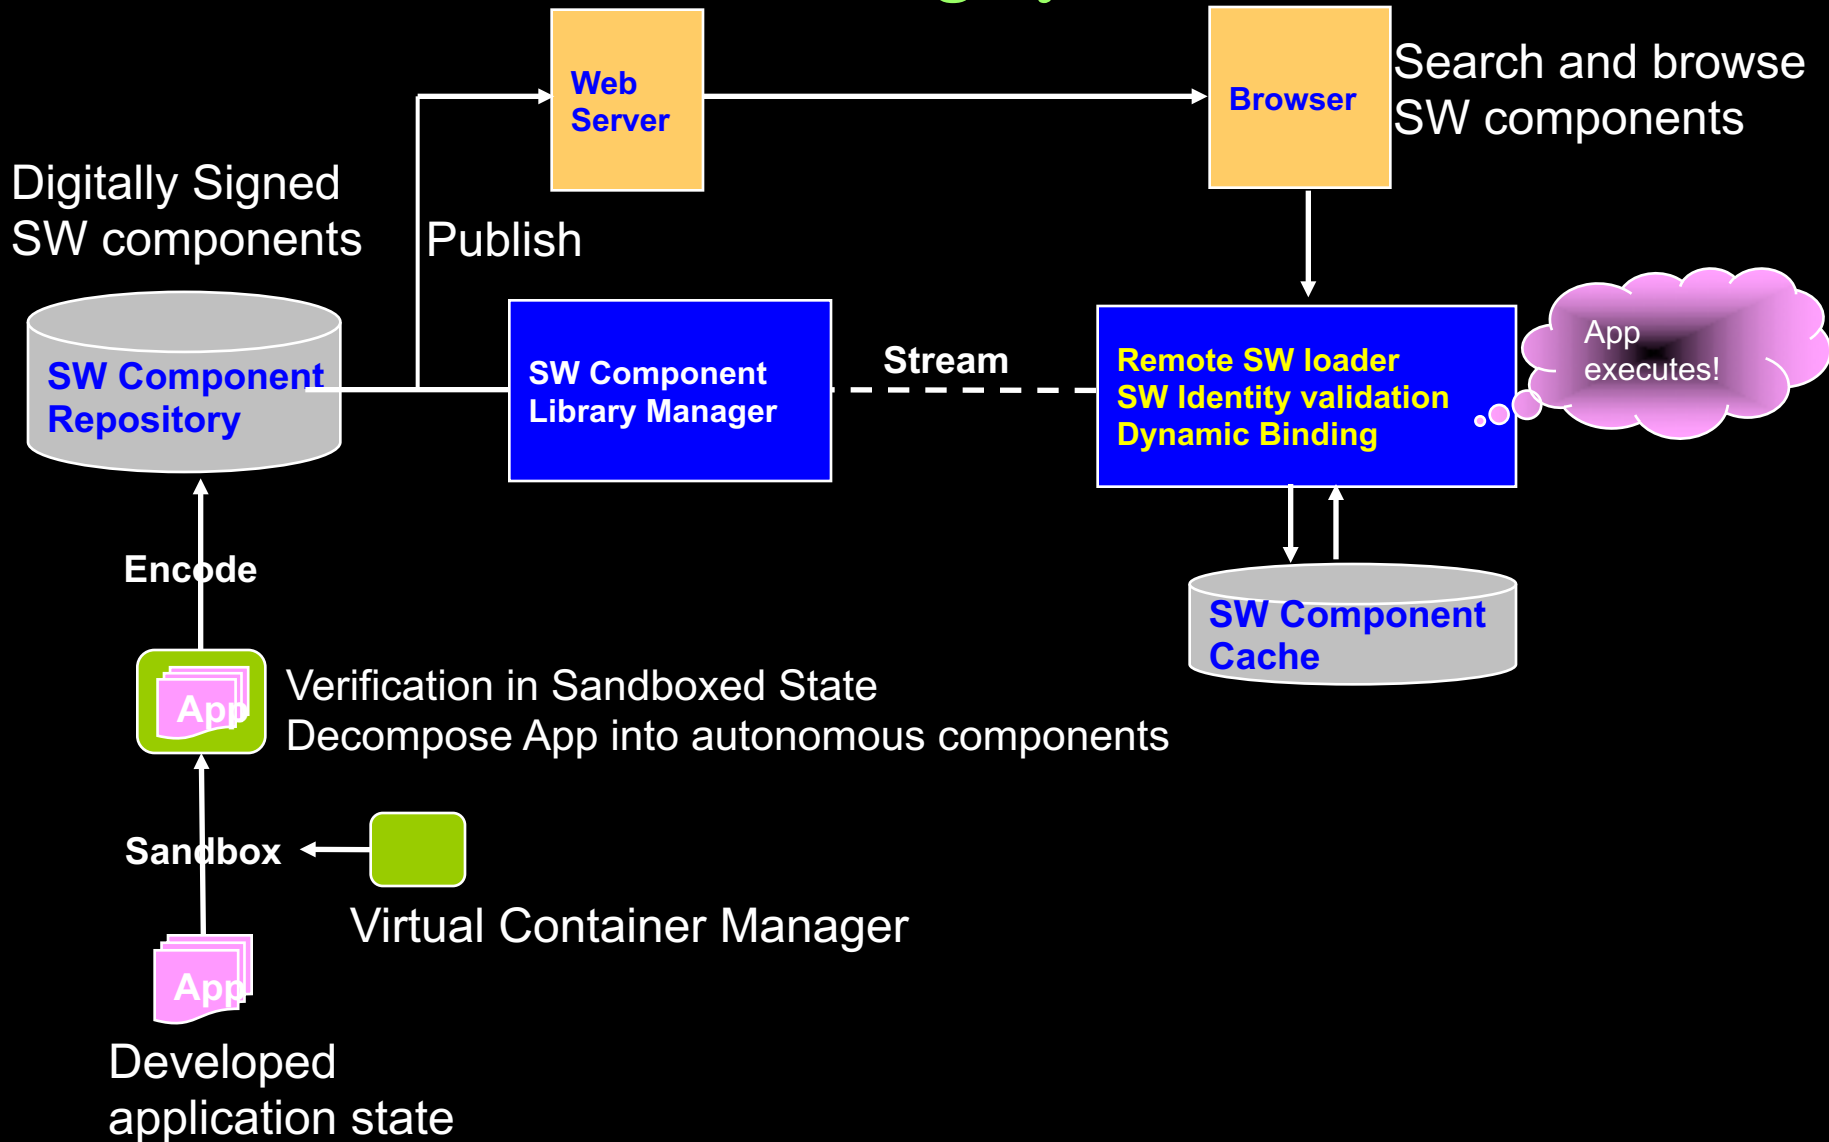 Web
Server
Browser
Search and browse
SW components
Digitally Signed
SW components
Publish
SW Component
Repository
SW Component
Library Manager
Stream
Remote SW loader
SW Identity validation
Dynamic Binding
App
executes!
Encode
SW Component
Cache
App
Verification in Sandboxed State
Decompose App into autonomous components
Sandbox
Virtual Container Manager
App
Developed
application state